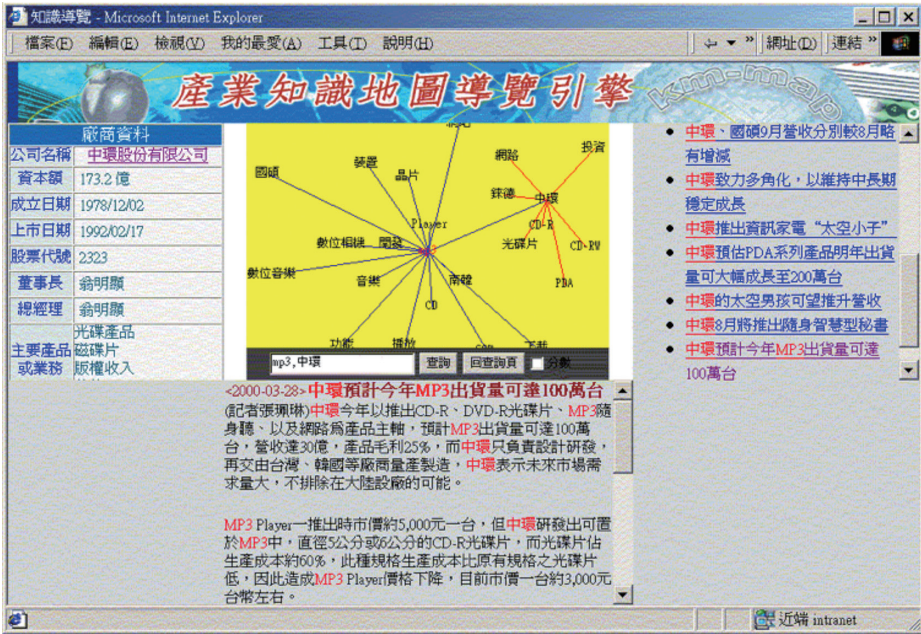 知識導覽 - Microsoft Internet Explorer
檔案(F) 編輯(E) 檢視(V) 我的最愛(A) 工具(T) 說明(H)
網址(D) 連結
產業知識地圖導覽引擎
km-map
廠商資料
公司名稱 中環股份有限公司
資本額 173.2 億
成立日期 1978/12/02
上市日期 1992/02/17
股票代號 2323
董事長 翁明顯
總經理 翁明顯
主要產品或業務
光碟產品
磁碟片
版權收入
國碩
裝置
晶片
網路
投資
錸德
中環
Player
CD-R
數位相機
開發
mp3
光碟片
CD-RW
數位音樂
音樂
南韓
PDA
CD
功能
播放
下載
mp3,中環 查詢 回查詢頁 分數
<2000-03-28>中環預計今年MP3出貨量可達100萬台
(記者張珮琳)中環今年以推出CD-R、DVD-R光碟片、MP3隨
身聽、以及網路為產品主軸，預計MP3出貨量可達100萬
台，營收達30億，產品毛利25%，而中環只負責設計研發，
再交由台灣、韓國等廠商量產製造，中環表示未來市場需
求量大，不排除在大陸設廠的可能。
MP3 Player一推出時市價約5,000元一台，但中環研發出可置
於MP3中，直徑5公分或6公分的CD-R光碟片，而光碟片佔
生產成本約60%，此種規格生產成本比原有規格之光碟片
低，因此造成MP3 Player價格下降，目前市價一台約3,000元
台幣左右。
中環、國碩9月營收分別較8月略
有增減
中環致力多角化，以維持中長期
穩定成長
中環推出資訊家電“太空小子”
中環預估PDA系列產品明年出貨
量可大幅成長至200萬台
中環的太空男孩可望推升營收
中環8月將推出隨身智慧型秘書
中環預計今年MP3出貨量可達
100萬台
近端 intranet